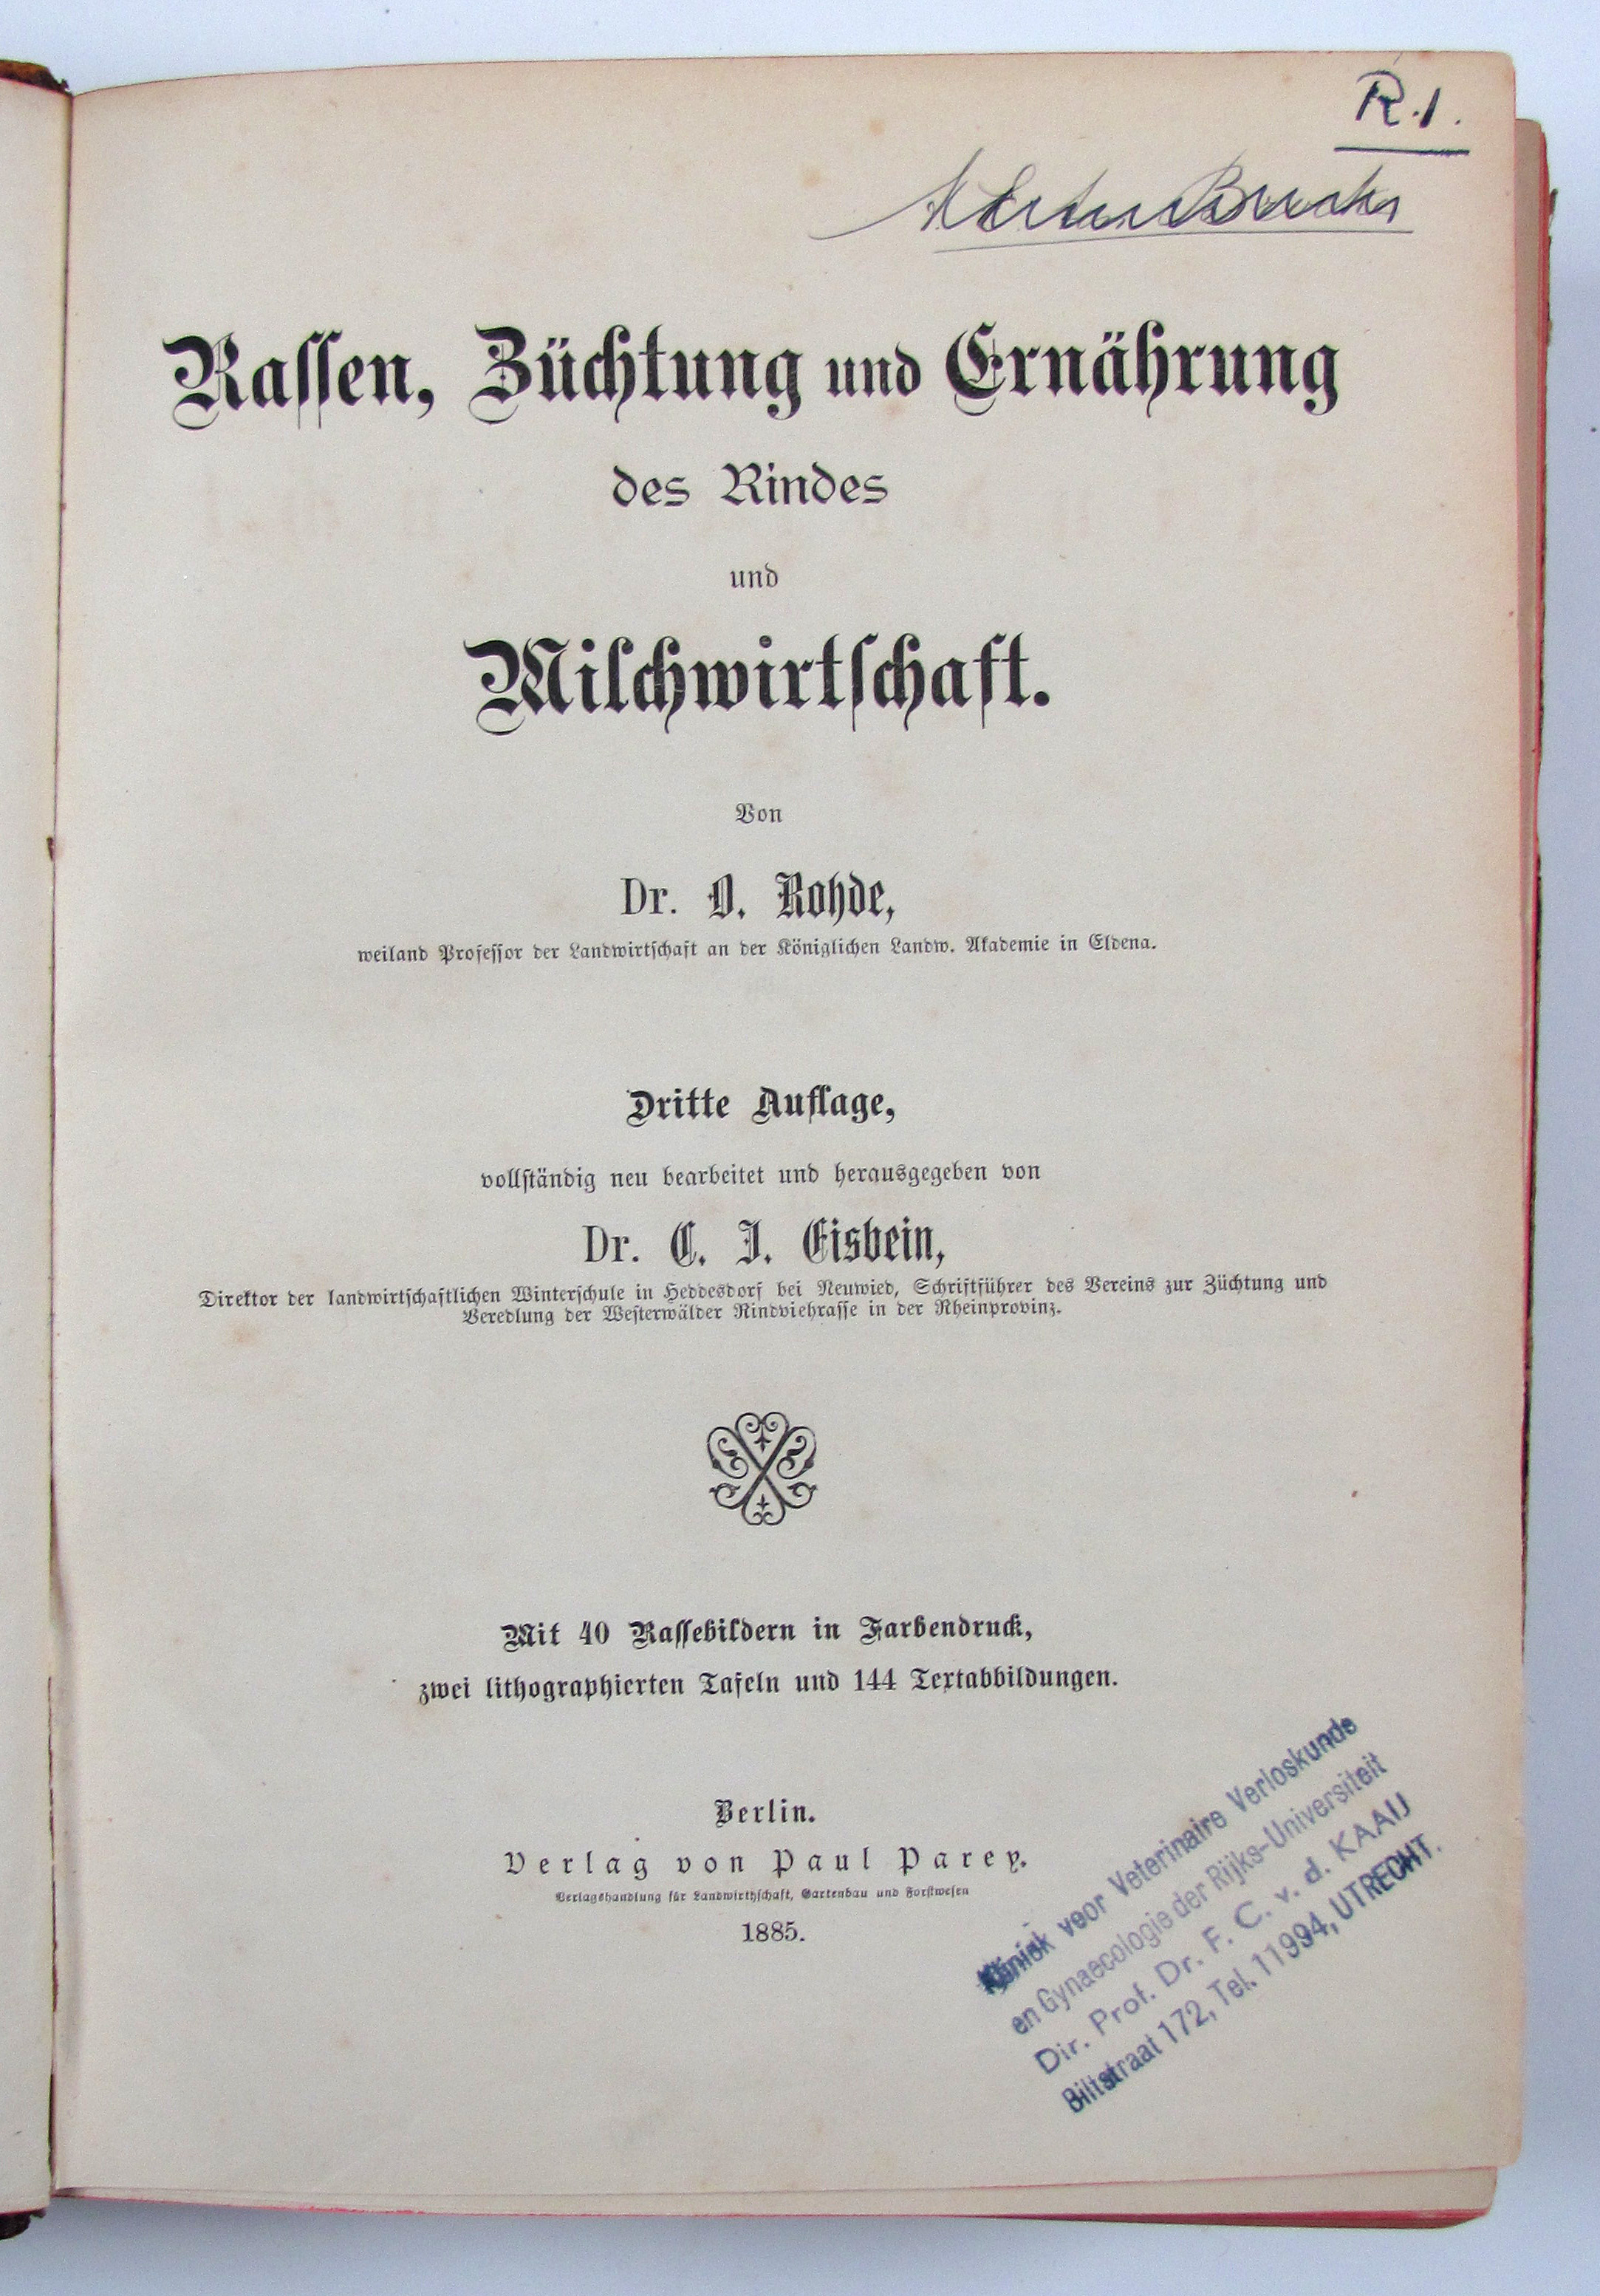 R.1.
Rassen, Züchtung und Ernährung
des Rindes
und
Milchwirtschaft.
Von
Dr. O. Rohde,
weiland Professor der Landwirtschaft an der Königlichen Landw. Akademie in Eldena.
Dritte Auflage,
vollständig neu bearbeitet und herausgegeben von
Dr. C. J. Eisbein,
Direktor der landwirtschaftlichen Winterschule in Heddesdorf bei Neuwied, Schriftführer des Vereins zur Züchtung und
Veredlung der Westerwälder Rindviehrasse in der Rheinprovinz.
Mit 40 Rassebildern in Farbendruck,
zwei lithographierten Tafeln und 144 Textabbildungen.
Berlin.
Verlag von Paul Parey.
Verlagshandlung für Landwirthschaft, Gartenbau und Forstwesen
1885.
Kliniek voor Veterinaire Verloskunde
en Gynaecologie der Rijks-Universiteit
Dir. Prof. Dr. F. C. v. d. KAAIJ
Biltstraat 172, Tel. 11994, UTRECHT.